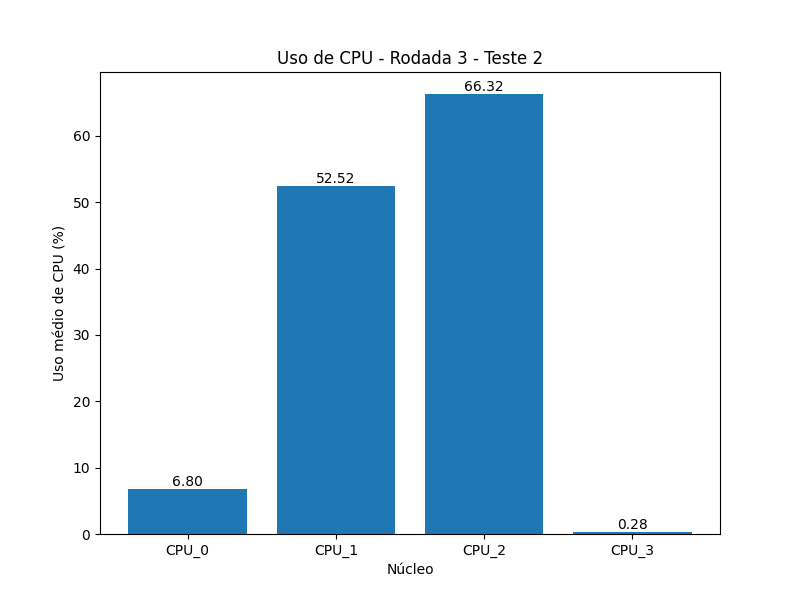 Uso de CPU - Rodada 3 - Teste 2
66.32
52.52
6.80
0.28
60
50
40
30
20
10
0
Uso médio de CPU (%)
CPU_0 CPU_1 CPU_2 CPU_3
Núcleo